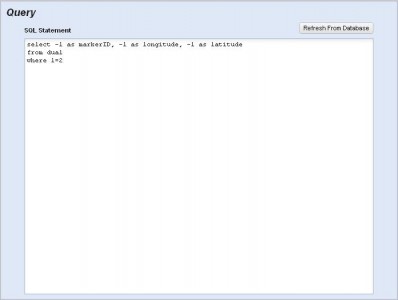 Query
SQL Statement
Refresh From Database
select -1 as markerID, -1 as longitude, -1 as latitude
from dual
where 1=2